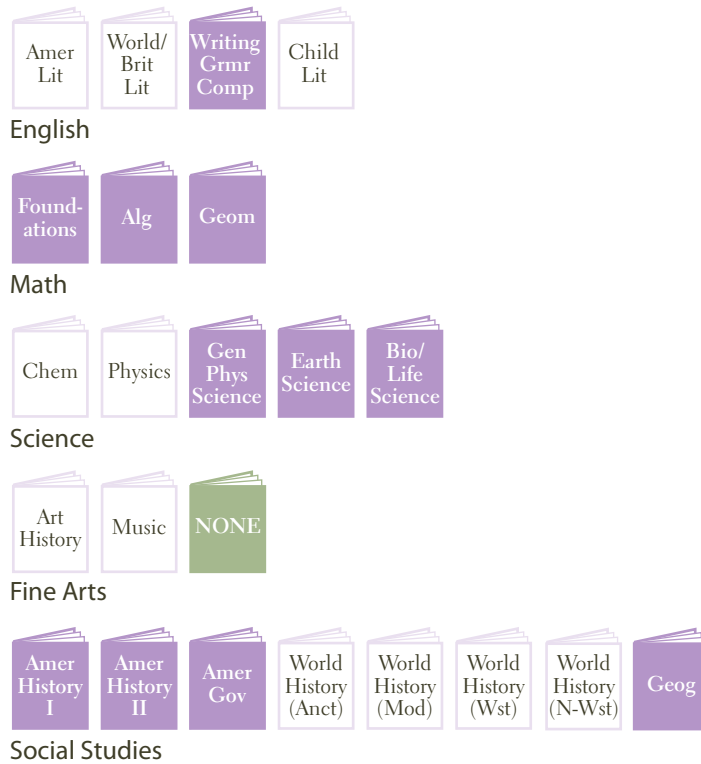 Amer
Lit
World/
Brit
Lit
Writing
Grmr
Comp
Child
Lit
English
Found-
ations
Alg
Geom
Math
Chem
Physics
Gen
Phys
Science
Earth
Science
Bio/
Life
Science
Science
Art
History
Music
NONE
Fine Arts
Amer
History
I
Amer
History
II
Amer
Gov
World
History
(Anct)
World
History
(Mod)
World
History
(Wst)
World
History
(N-Wst)
Geog
Social Studies